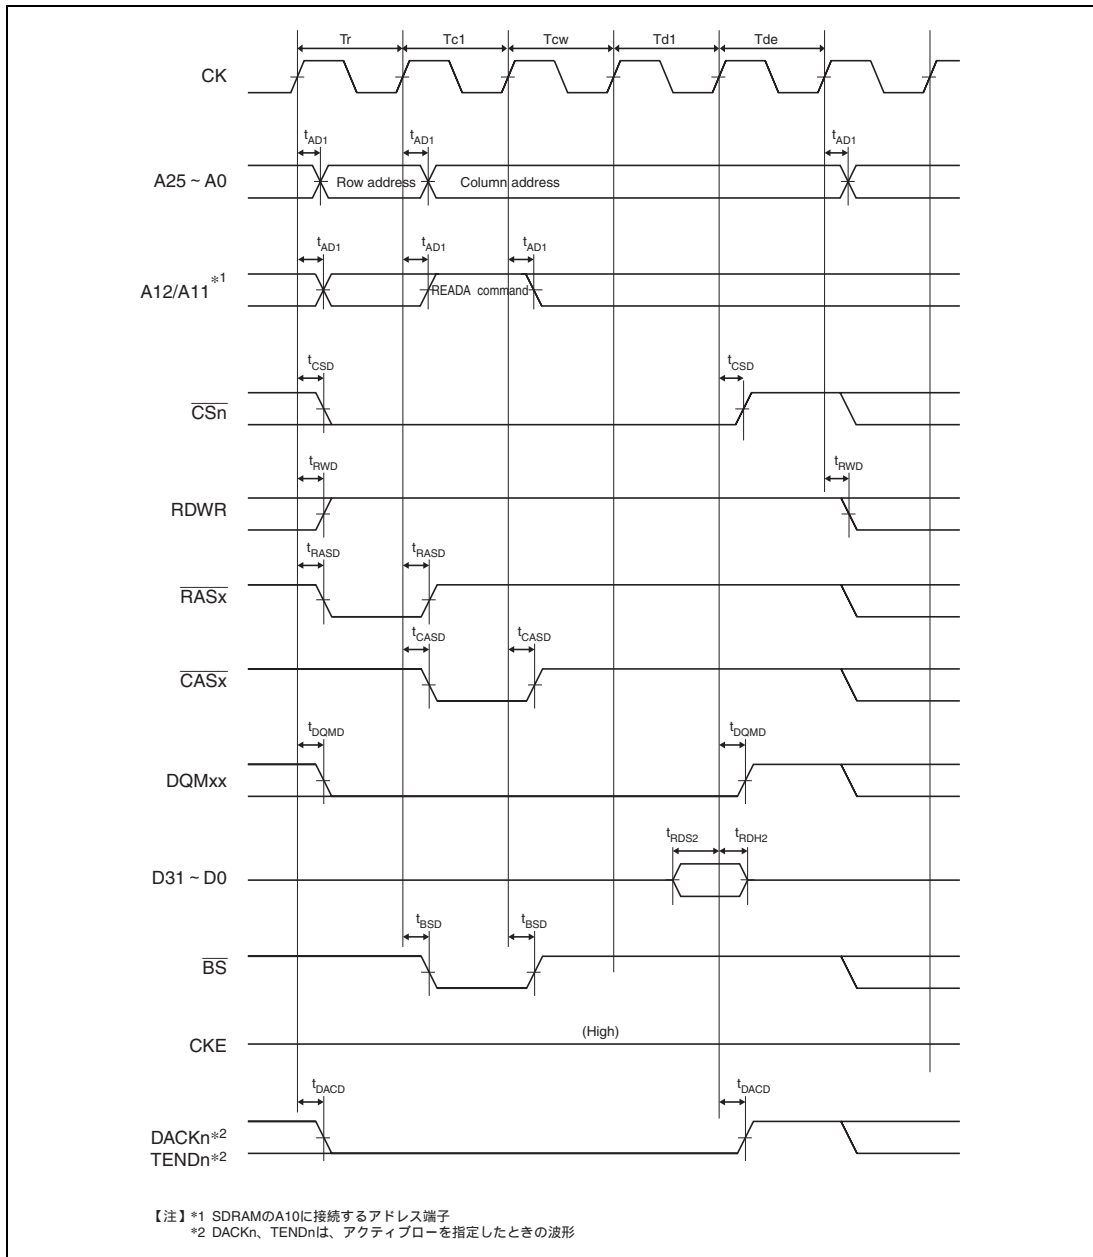 Tr Tc1 Tcw Td1 Tde
CK
tAD1 tAD1 tAD1
A25 ~ A0 Row address Column address
tAD1 tAD1 tAD1
A12/A11*1 READA command
tCSD tCSD
CSn
tRWD tRWD
RDWR
tRASD tRASD
RASx
tCASD tCASD
CASx
tDQMD tDQMD
DQMxx
tRDS2 tRDH2
D31 ~ D0
tBSD tBSD
BS
(High)
CKE
tDACD tDACD
DACKn*2
TENDn*2
【注】*1 SDRAMのA10に接続するアドレス端子
*2 DACKn、TENDnは、アクティブローを指定したときの波形